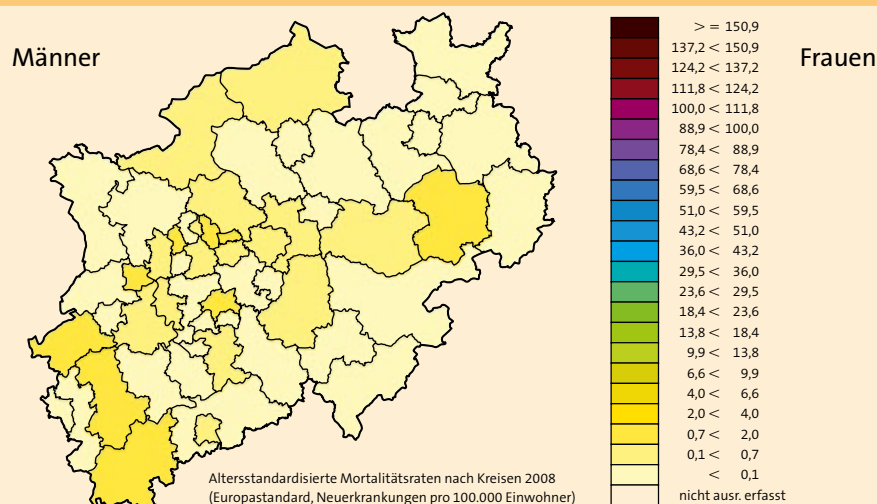 Männer
Frauen
> = 150,9
137,2 < 150,9
124,2 < 137,2
111,8 < 124,2
100,0 < 111,8
88,9 < 100,0
78,4 < 88,9
68,6 < 78,4
59,5 < 68,6
51,0 < 59,5
43,2 < 51,0
36,0 < 43,2
29,5 < 36,0
23,6 < 29,5
18,4 < 23,6
13,8 < 18,4
9,9 < 13,8
6,6 < 9,9
4,0 < 6,6
2,0 < 4,0
0,7 < 2,0
0,1 < 0,7
< 0,1
nicht ausr. erfasst
Altersstandardisierte Mortalitätsraten nach Kreisen 2008
(Europastandard, Neuerkrankungen pro 100.000 Einwohner)